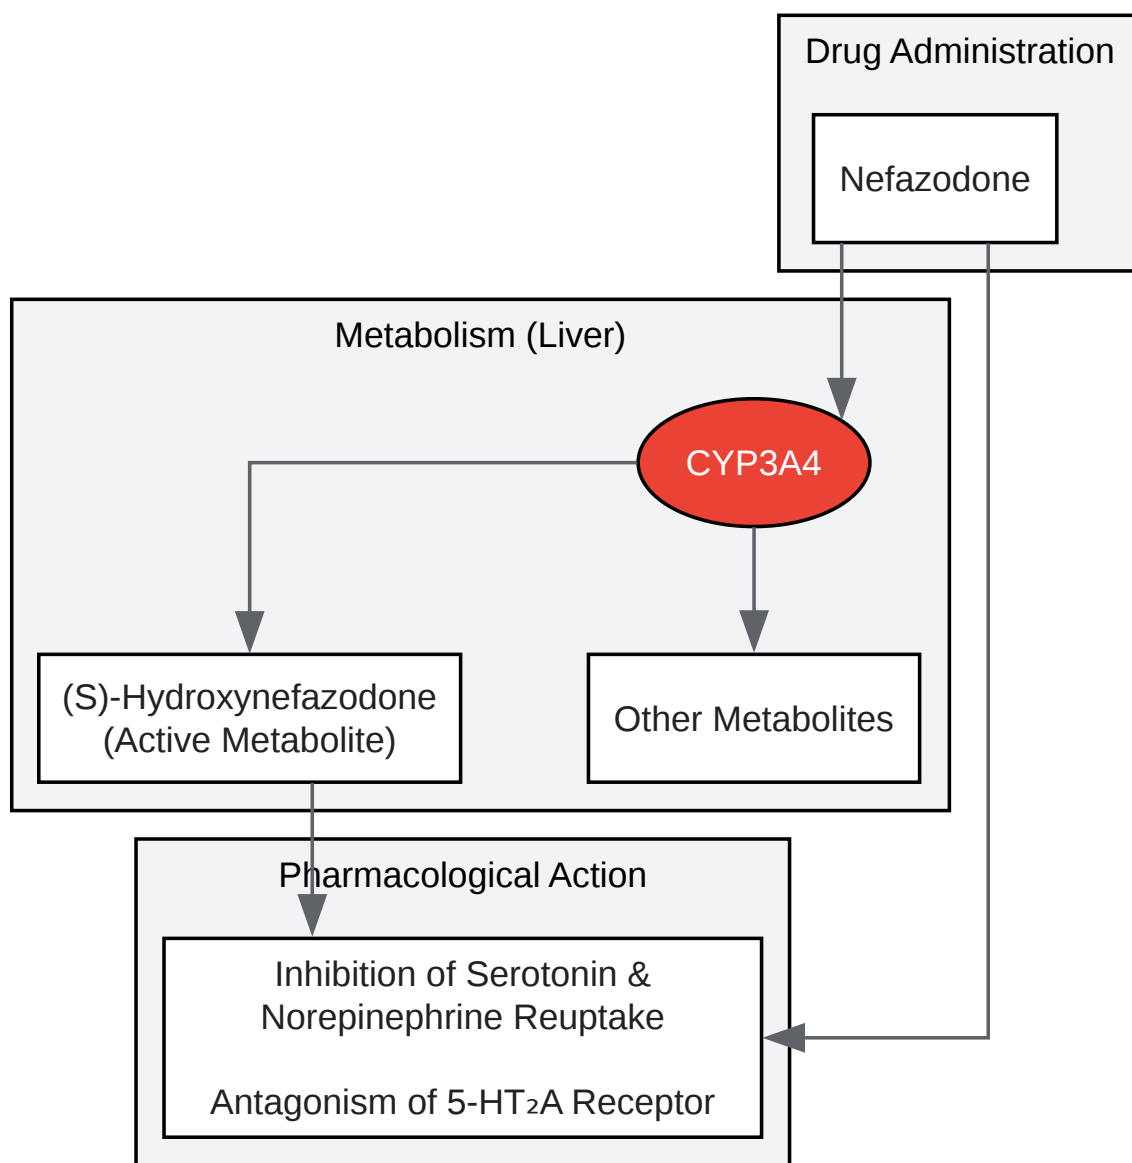 Drug Administration
Nefazodone
Metabolism (Liver)
CYP3A4
(S)-Hydroxynefazodone
(Active Metabolite)
Other Metabolites
Pharmacological Action
Inhibition of Serotonin &
Norepinephrine Reuptake
Antagonism of 5-HT₂A Receptor